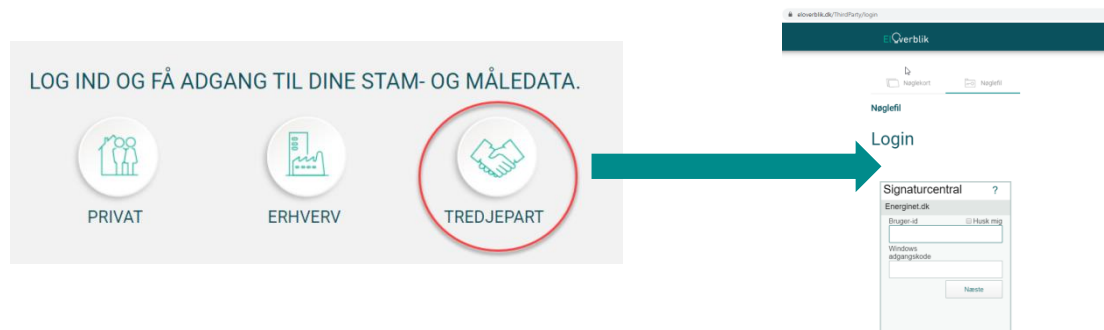 LOG IND OG FÅ ADGANG TIL DINE STAM- OG MÅLEDATA.
PRIVAT
ERHVERV
TREDJEPART
eloverblik.dk/ThirdParty/login
ElOverblik
Nøglekort
Nøglefil
Nøglefil
Login
Signaturcentral ?
Energinet.dk
Bruger-id Husk mig
Windows
adgangskode
Næste